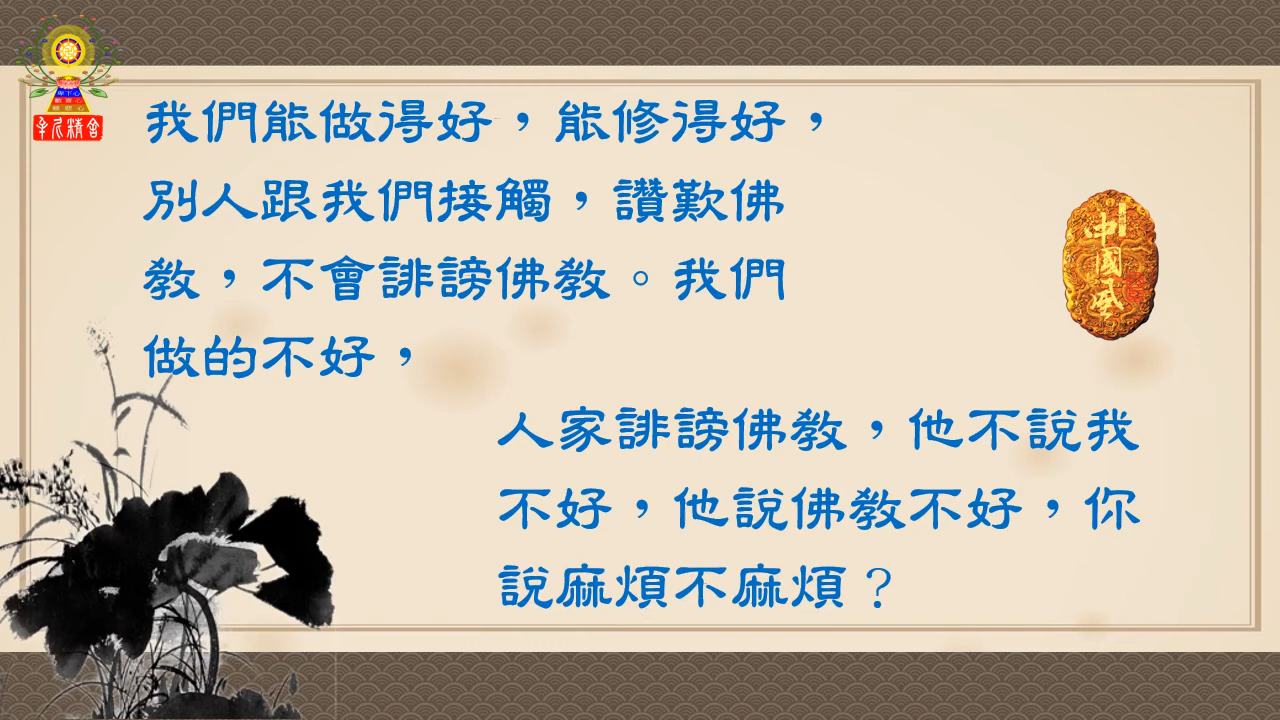 我們能做得好，能修得好，
別人跟我們接觸，讚歎佛
教，不會誹謗佛教。我們
做的不好，
人家誹謗佛教，他不說我
不好，他說佛教不好，你
說麻煩不麻煩？
中國風